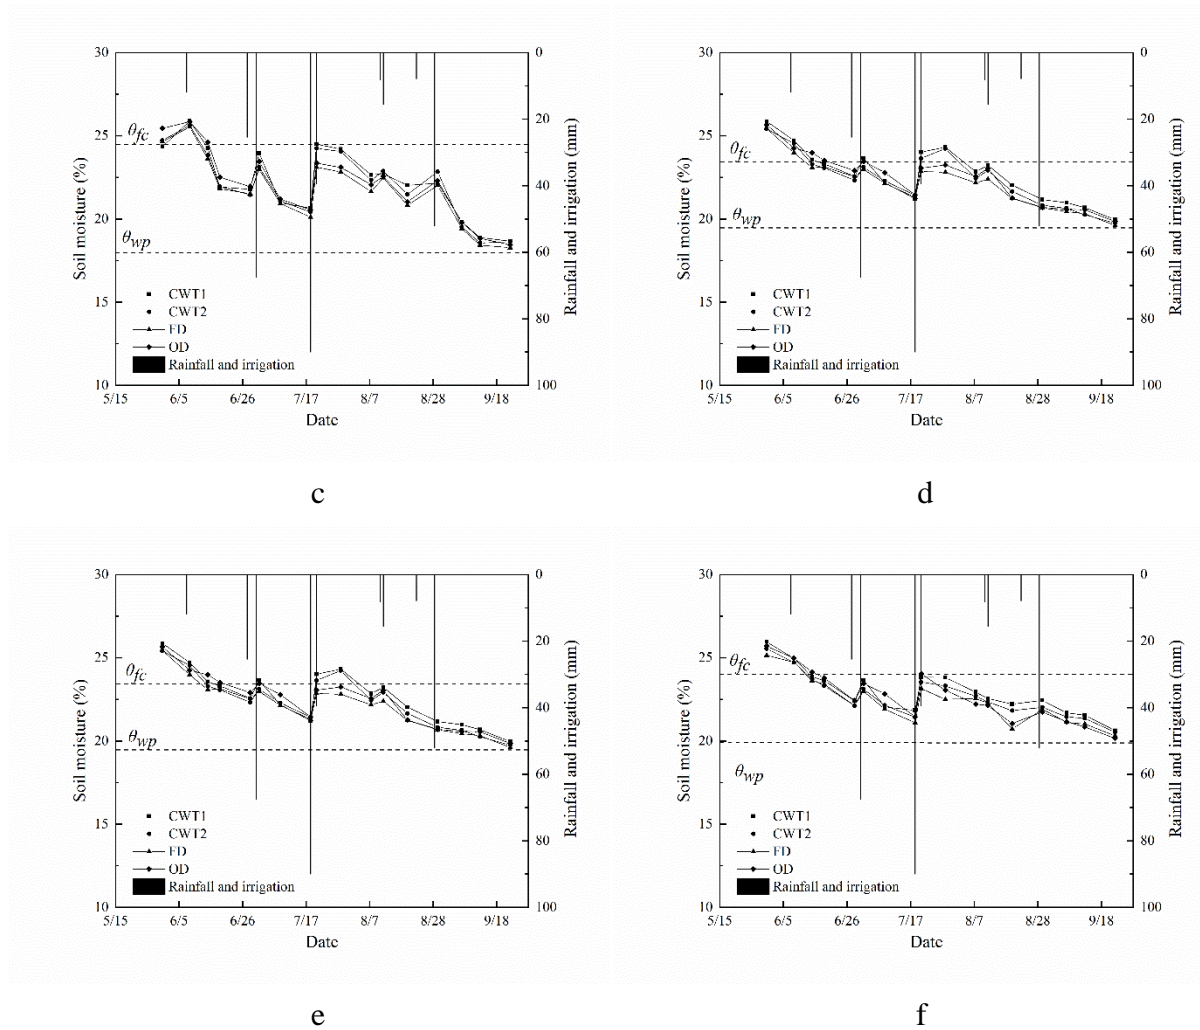 30
25
20
15
10
Soil moisture (%)
θfc
θwp
CWT1
CWT2
FD
OD
Rainfall and irrigation
0
20
40
60
80
100
Rainfall and irrigation (mm)
5/15 6/5 6/26 7/17 8/7 8/28 9/18
Date
c
30
25
20
15
10
Soil moisture (%)
θfc
θwp
CWT1
CWT2
FD
OD
Rainfall and irrigation
0
20
40
60
80
100
Rainfall and irrigation (mm)
5/15 6/5 6/26 7/17 8/7 8/28 9/18
Date
d
30
25
20
15
10
Soil moisture (%)
θfc
θwp
CWT1
CWT2
FD
OD
Rainfall and irrigation
0
20
40
60
80
100
Rainfall and irrigation (mm)
5/15 6/5 6/26 7/17 8/7 8/28 9/18
Date
e
30
25
20
15
10
Soil moisture (%)
θfc
θwp
CWT1
CWT2
FD
OD
Rainfall and irrigation
0
20
40
60
80
100
Rainfall and irrigation (mm)
5/15 6/5 6/26 7/17 8/7 8/28 9/18
Date
f